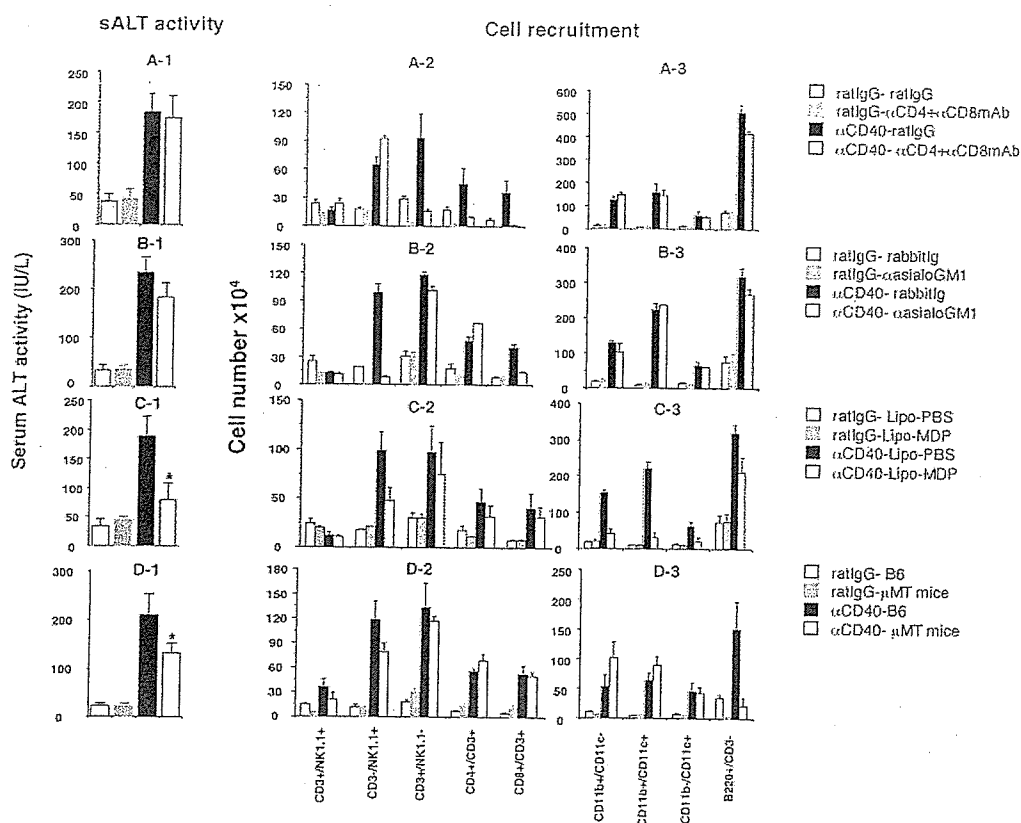 sALT activity
Cell recruitment
A-1
A-2
A-3
250
200
150
100
50
0
120
90
60
30
0
600
500
400
300
200
100
0
ratIgG- ratIgG
ratIgG-αCD4+αCD8mAb
αCD40-ratIgG
αCD40- αCD4+αCD8mAb
B-1
B-2
B-3
300
200
100
0
150
120
90
60
30
0
400
300
200
100
0
ratIgG- rabbitIg
ratIgG-αasialoGM1
αCD40- rabbitIg
αCD40- αasialoGM1
Serum ALT activity (IU/L)
Cell number x10⁴
C-1
C-2
C-3
250
200
150
100
50
0
*
150
100
50
0
400
300
200
100
0
ratIgG- Lipo-PBS
ratIgG-Lipo-MDP
αCD40-Lipo-PBS
αCD40-Lipo-MDP
D-1
D-2
D-3
300
200
100
0
*
180
150
120
90
60
30
0
250
200
150
100
50
0
ratIgG- B6
ratIgG-μMT mice
αCD40-B6
αCD40- μMT mice
CD3+/NK1.1+
CD3-/NK1.1+
CD3+/NK1.1-
CD4+/CD3+
CD8+/CD3+
CD11b+/CD11c-
CD11b+/CD11c+
CD11b-/CD11c+
B220+/CD3-